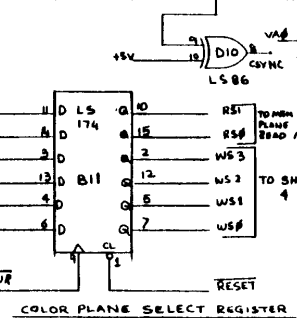 9
+5V 10 D10 8 VAØ
CSYNC
LS86
11 D LS Q 10 RS1 TO MEM
174 PLANE
D Q 15 RSØ READ
3 D Q 2 WS3
13 D B11 Q 12 WS2 TO SH
4 D Q 5 WS1 4
6 D Q 7 WSØ
CL
9 1 RESET
COLOR PLANE SELECT REGISTER